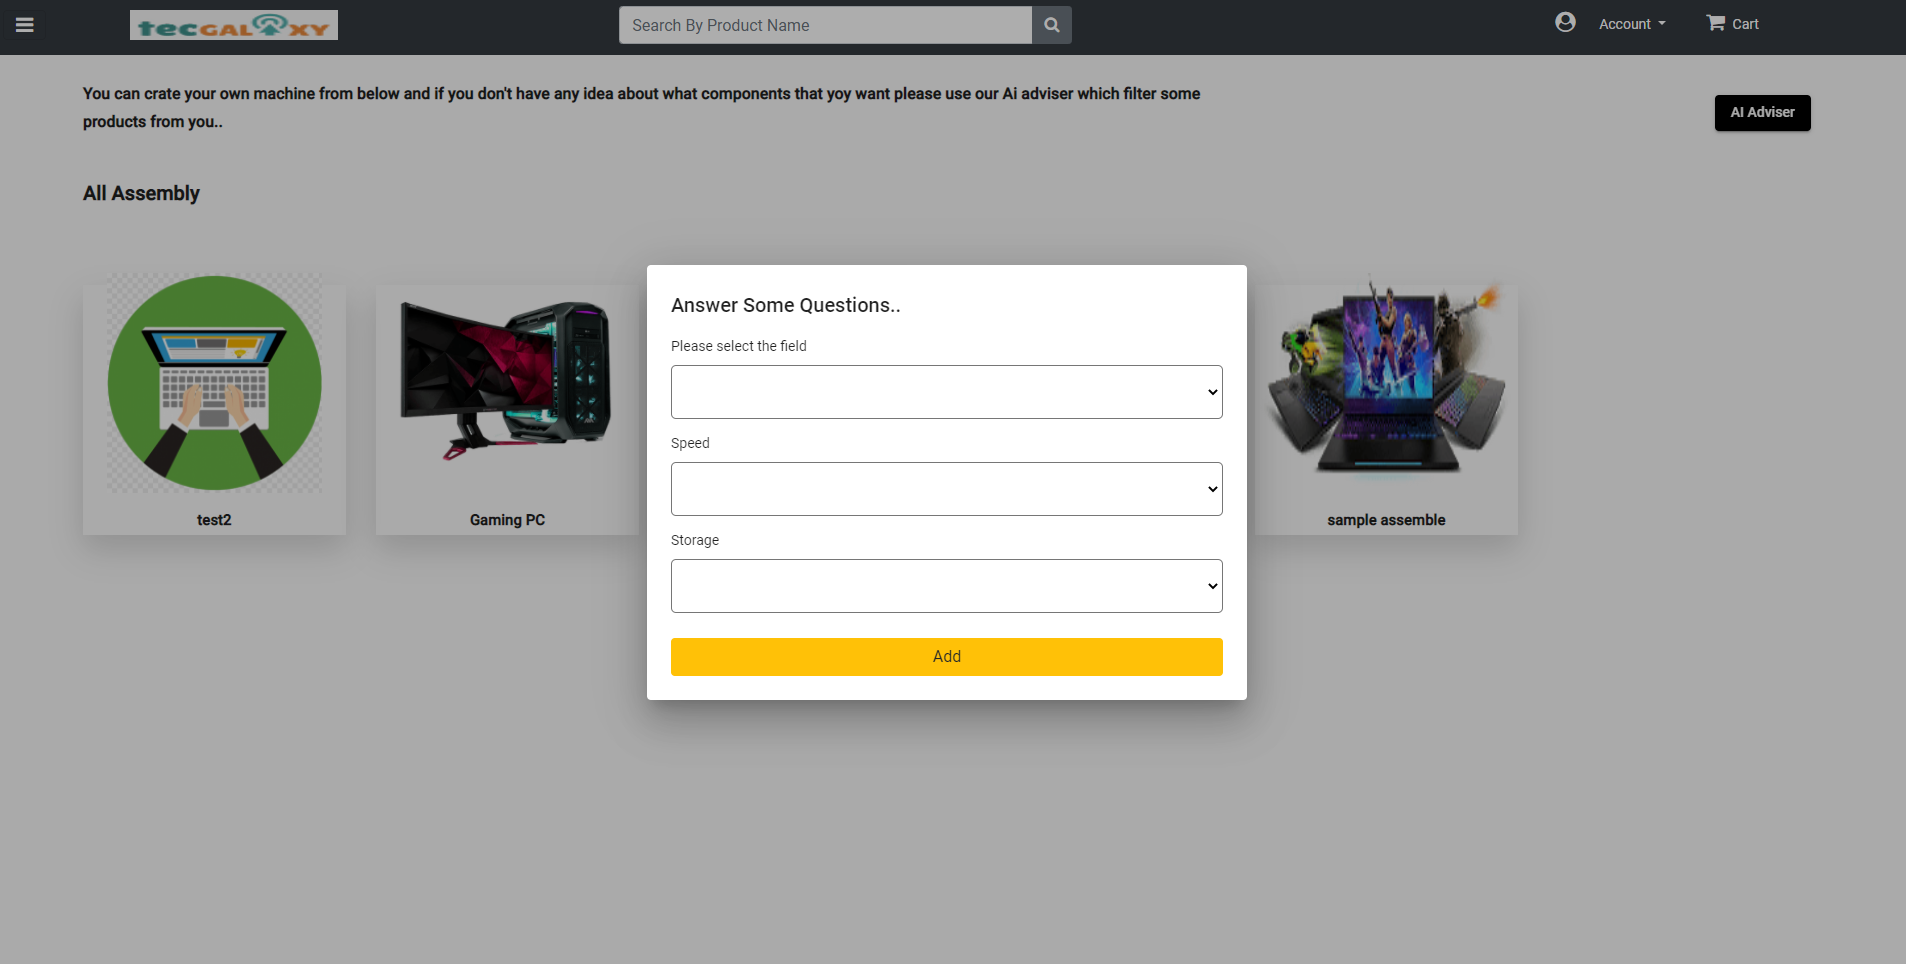 tecGALAXY
Search By Product Name
Account
Cart
You can crate your own machine from below and if you don't have any idea about what components that yoy want please use our Ai adviser which filter some
products from you..
AI Adviser
All Assembly
Answer Some Questions..
Please select the field
Speed
Storage
Add
test2
Gaming PC
sample assemble